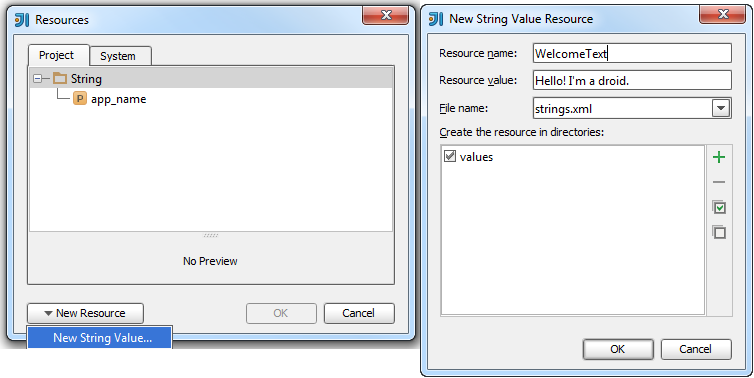 Resources
Project
System
String
P
app_name
No Preview
New Resource
OK
Cancel
New String Value...
New String Value Resource
Resource name:
WelcomeText
Resource value:
Hello! I'm a droid.
File name:
strings.xml
Create the resource in directories:
values
OK
Cancel